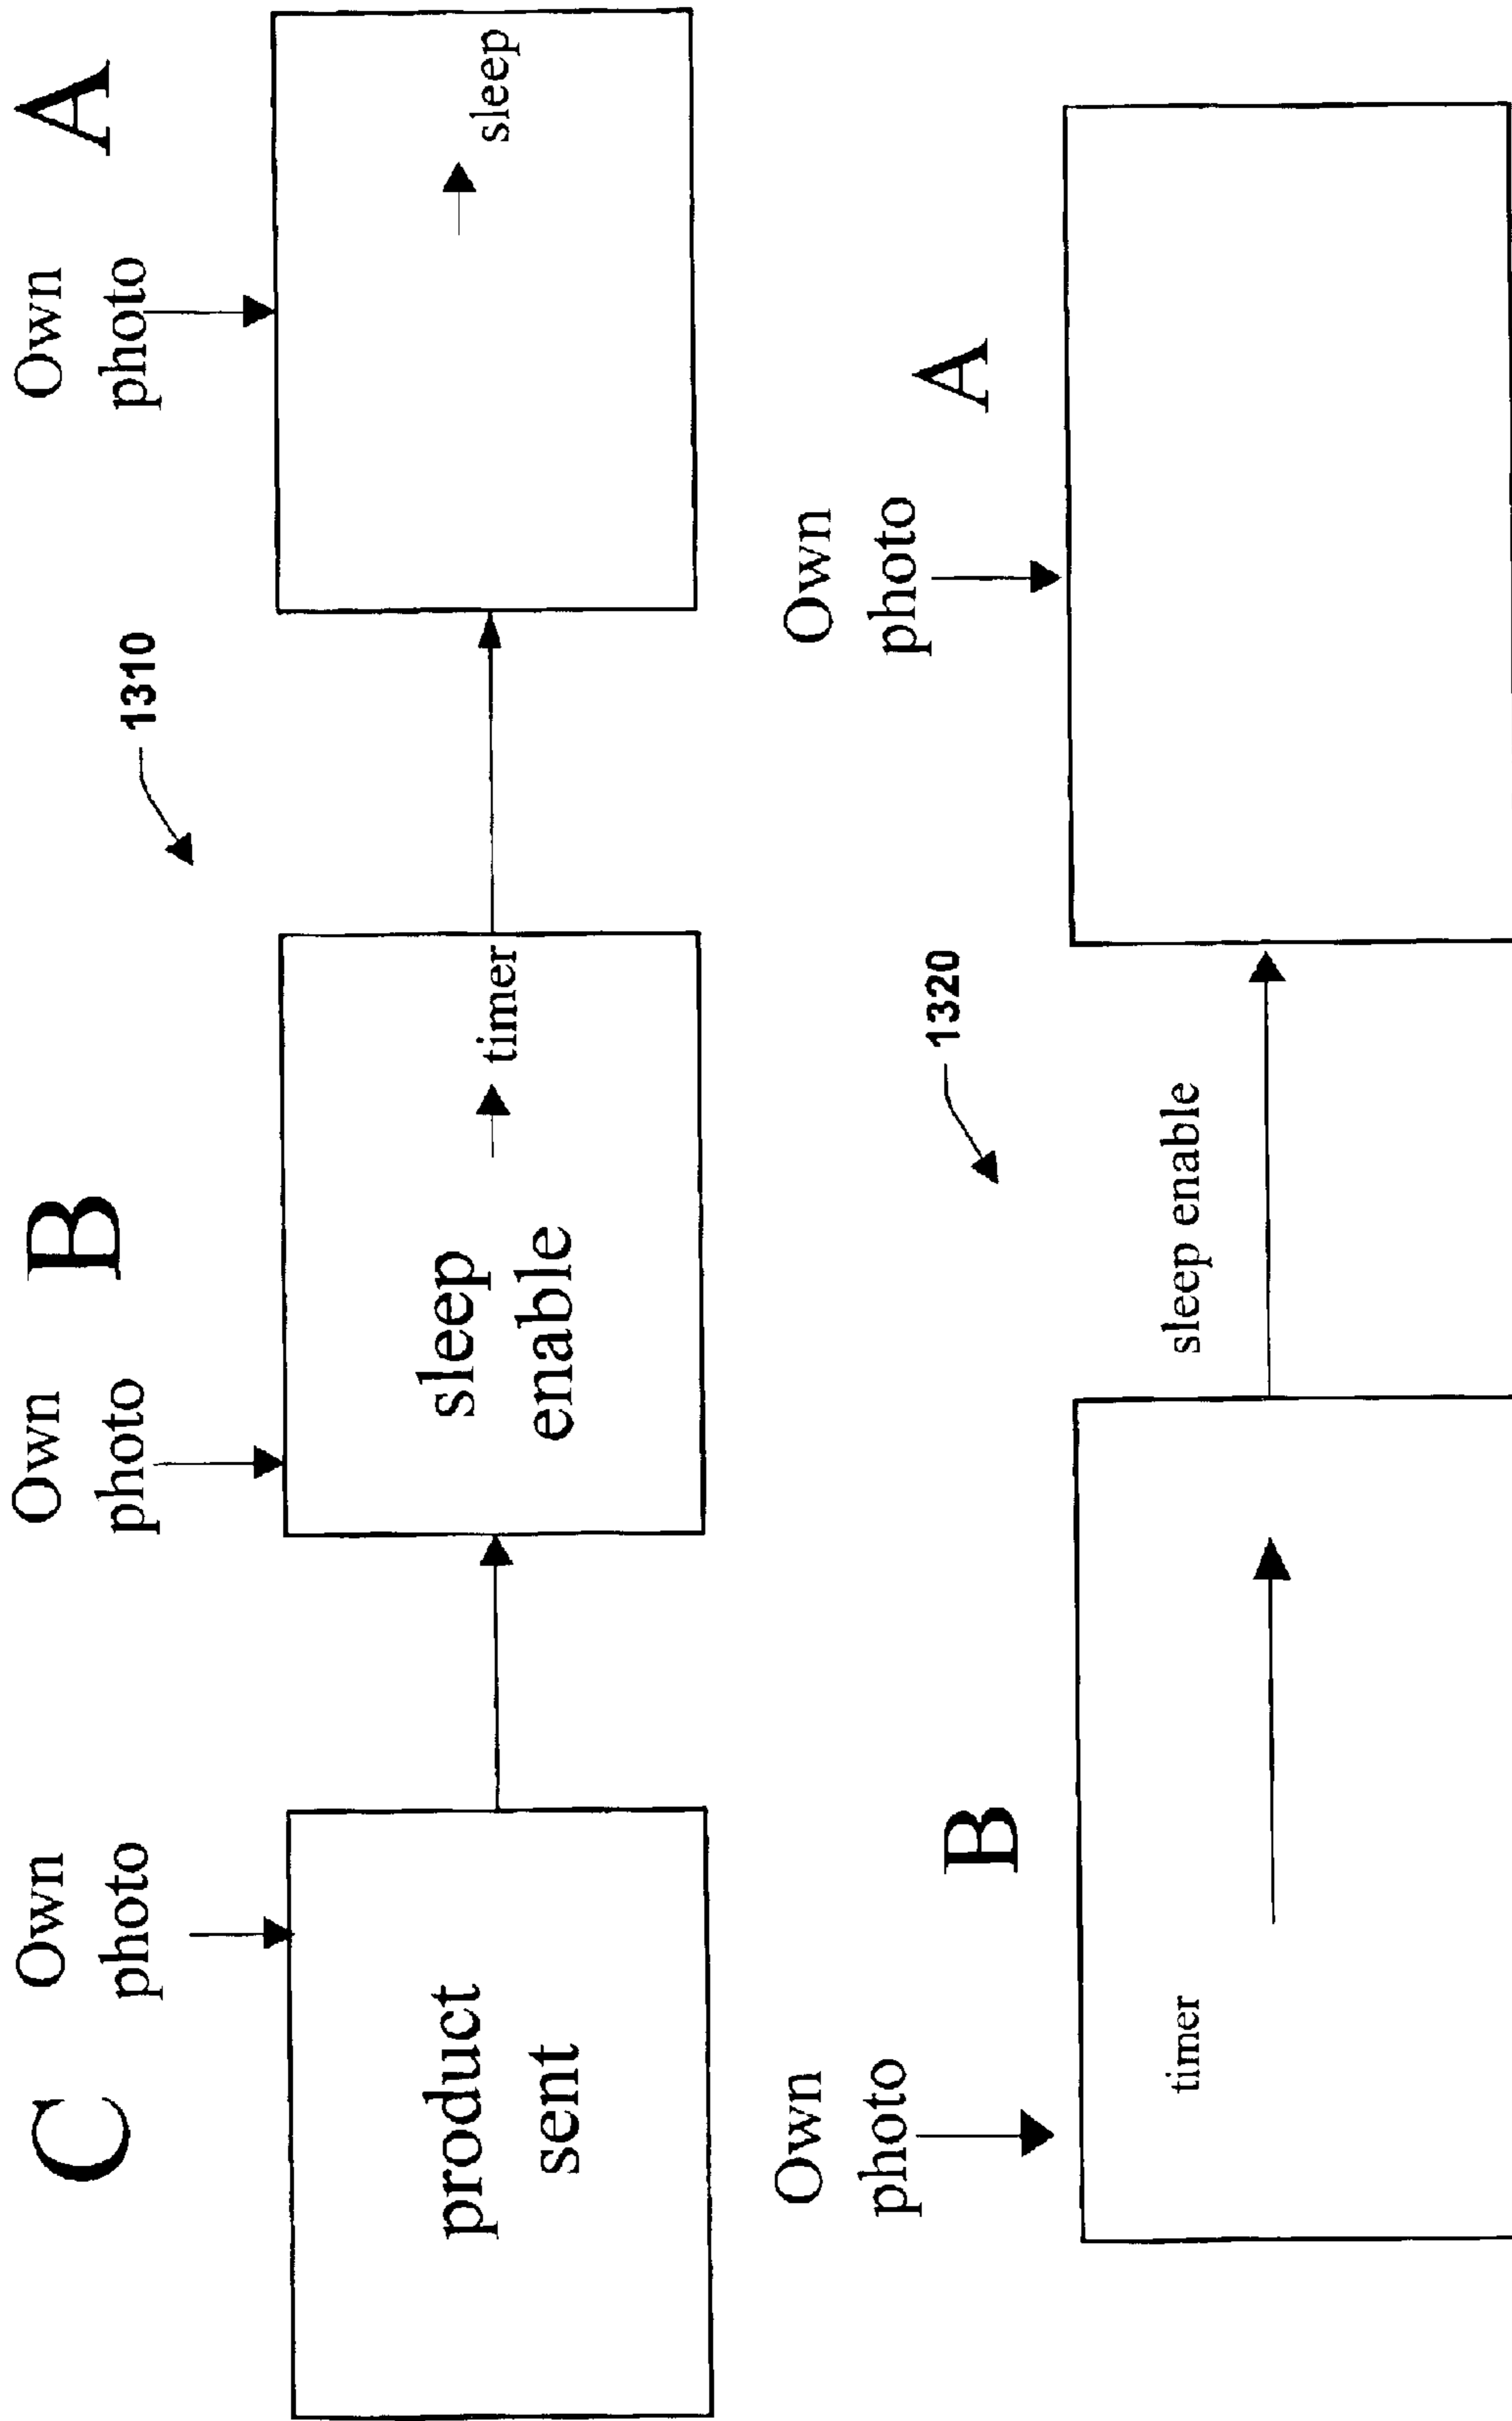 C
Own
photo
product
sent
Own
photo
B
sleep
enable
timer
1310
Own
photo
A
sleep
Own
photo
B
timer
sleep enable
1320
Own
photo
A